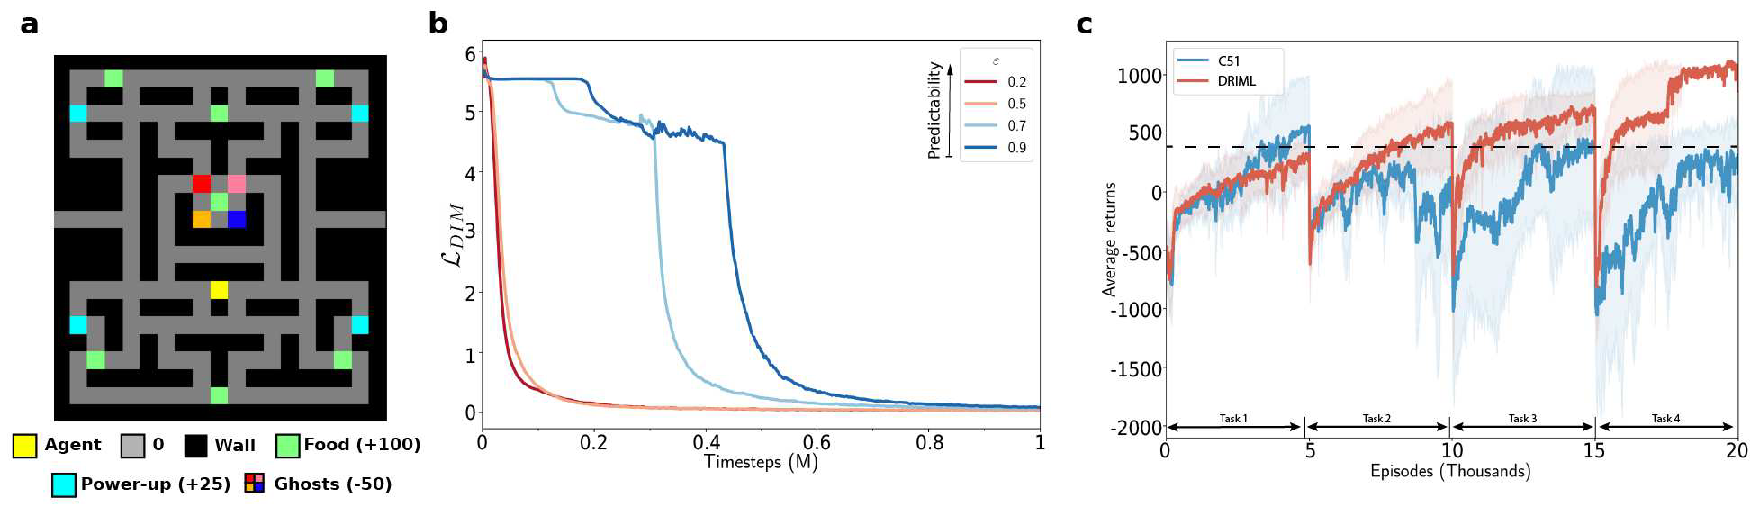 a
Agent 0 Wall Food (+100)
Power-up (+25) Ghosts (-50)
b
6
5
4
3
2
1
0
0 0.2 0.4 0.6 0.8 1
Timesteps (M)
ℒ_DIM
Predictability
ε
0.2
0.5
0.7
0.9
c
C51
DRIML
1000
500
0
-500
-1000
-1500
-2000
Average returns
Task 1 Task 2 Task 3 Task 4
0 5 10 15 20
Episodes (Thousands)